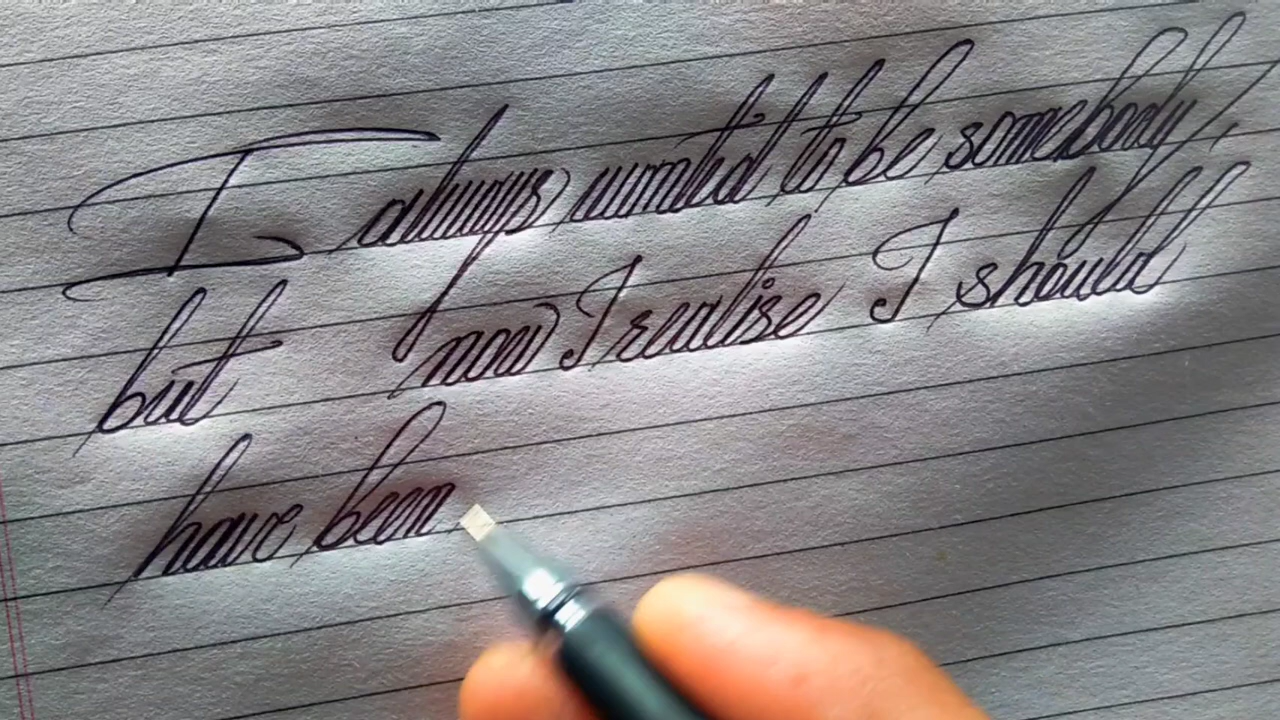 I always wanted to be somebody,
but now I realise I should
have been